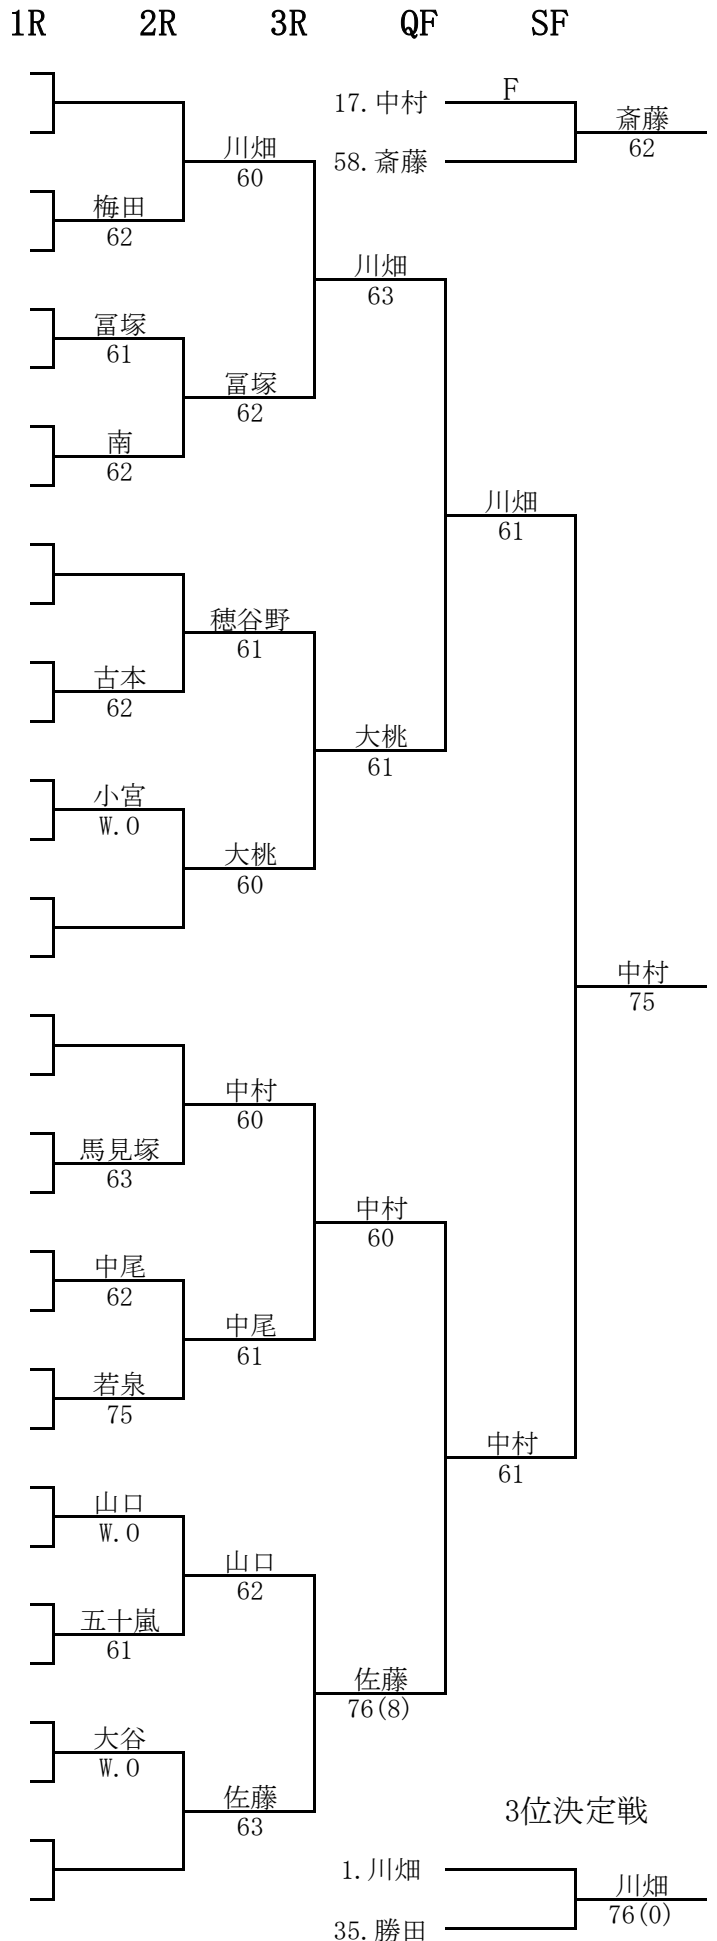 1R 2R 3R QF SF
17.中村
F
斎藤
62
58.斎藤
川畑
60
梅田
62
川畑
63
冨塚
61
冨塚
62
南
62
川畑
61
穂谷野
61
古本
62
大桃
61
小宮
W.O
大桃
60
中村
75
中村
60
馬見塚
63
中村
60
中尾
62
中尾
61
若泉
75
中村
61
山口
W.O
山口
62
五十嵐
61
佐藤
76(8)
大谷
W.O
佐藤
63
3位決定戦
1.川畑
川畑
76(0)
35.勝田